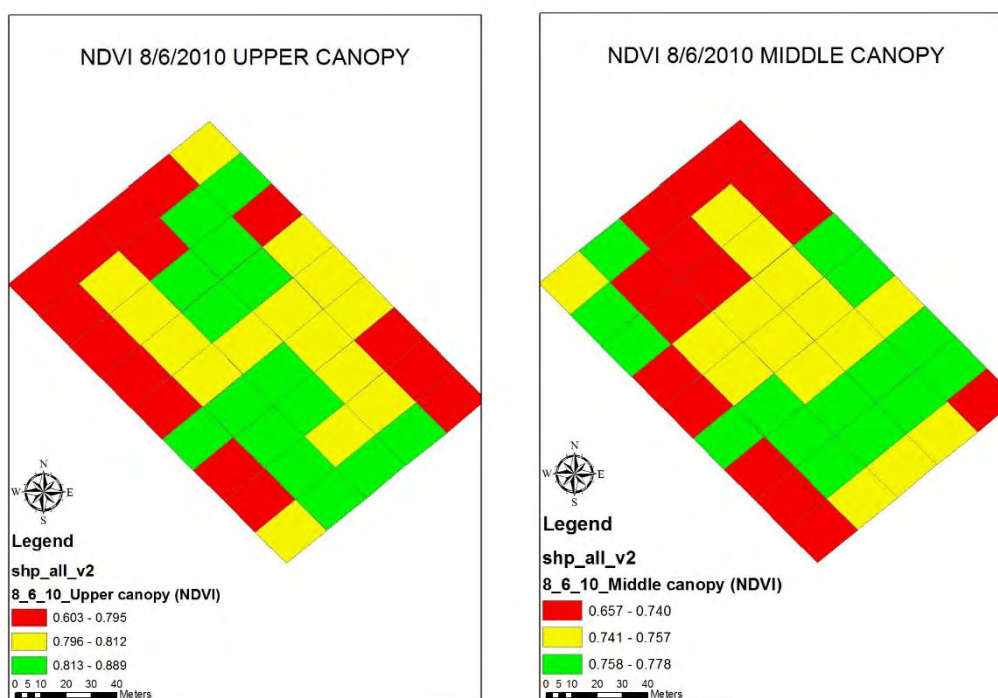 NDVI 8/6/2010 UPPER CANOPY
N
W E
S
Legend
shp_all_v2
8_6_10_Upper canopy (NDVI)
0.603 - 0.795
0.796 - 0.812
0.813 - 0.889
0 5 10 20 30 40
Meters
NDVI 8/6/2010 MIDDLE CANOPY
N
W E
S
Legend
shp_all_v2
8_6_10_Middle canopy (NDVI)
0.657 - 0.740
0.741 - 0.757
0.758 - 0.778
0 5 10 20 30 40
Meters